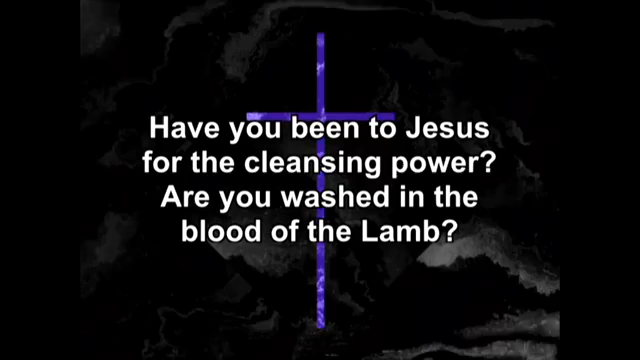 Have you been to Jesus
for the cleansing power?
Are you washed in the
blood of the Lamb?